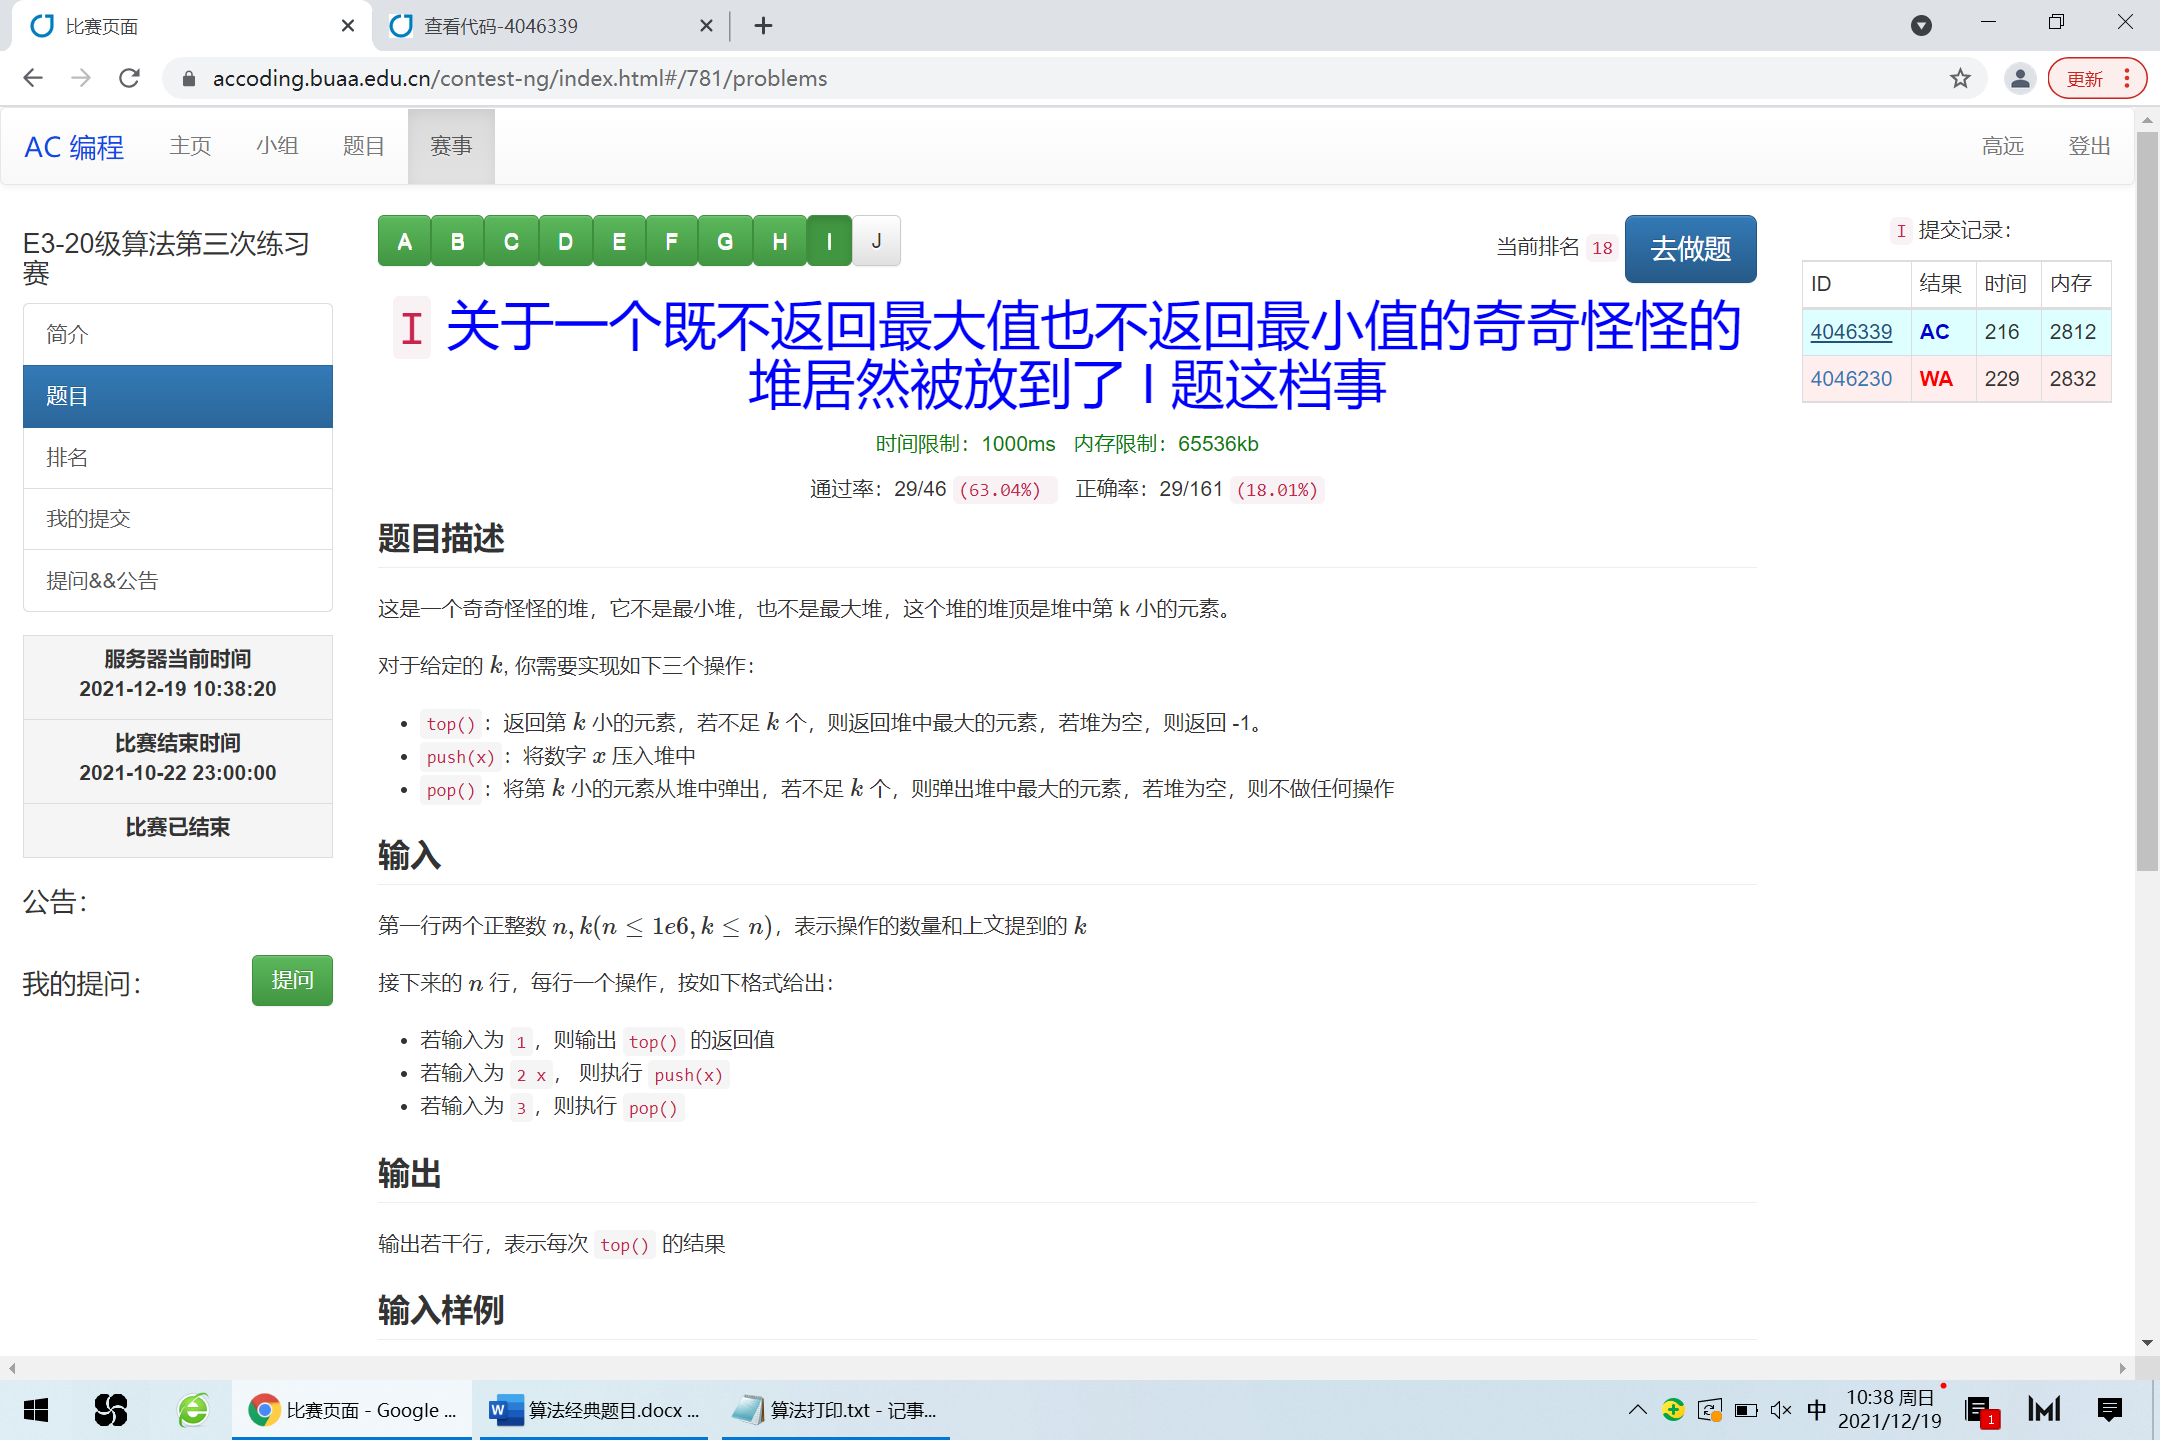 比赛页面
查看代码-4046339
accoding.buaa.edu.cn/contest-ng/index.html#/781/problems
更新
AC 编程 主页 小组 题目 赛事 高远 登出
E3-20级算法第三次练习
赛
简介
题目
排名
我的提交
提问&&公告
服务器当前时间
2021-12-19 10:38:20
比赛结束时间
2021-10-22 23:00:00
比赛已结束
公告：
我的提问： 提问
A B C D E F G H I J
当前排名 18 去做题
I 关于一个既不返回最大值也不返回最小值的奇奇怪怪的
堆居然被放到了 I 题这档事
时间限制：1000ms 内存限制：65536kb
通过率：29/46 (63.04%) 正确率：29/161 (18.01%)
题目描述
这是一个奇奇怪怪的堆，它不是最小堆，也不是最大堆，这个堆的堆顶是堆中第 k 小的元素。
对于给定的 k, 你需要实现如下三个操作：
• top()：返回第 k 小的元素，若不足 k 个，则返回堆中最大的元素，若堆为空，则返回 -1。
• push(x)：将数字 x 压入堆中
• pop()：将第 k 小的元素从堆中弹出，若不足 k 个，则弹出堆中最大的元素，若堆为空，则不做任何操作
输入
第一行两个正整数 n, k(n ≤ 1e6, k ≤ n)，表示操作的数量和上文提到的 k
接下来的 n 行，每行一个操作，按如下格式给出：
• 若输入为 1，则输出 top() 的返回值
• 若输入为 2 x， 则执行 push(x)
• 若输入为 3，则执行 pop()
输出
输出若干行，表示每次 top() 的结果
输入样例
I 提交记录：
ID 结果 时间 内存
4046339 AC 216 2812
4046230 WA 229 2832
比赛页面 - Google ...
算法经典题目.docx ...
算法打印.txt - 记事...
中
10:38 周日
2021/12/19
1